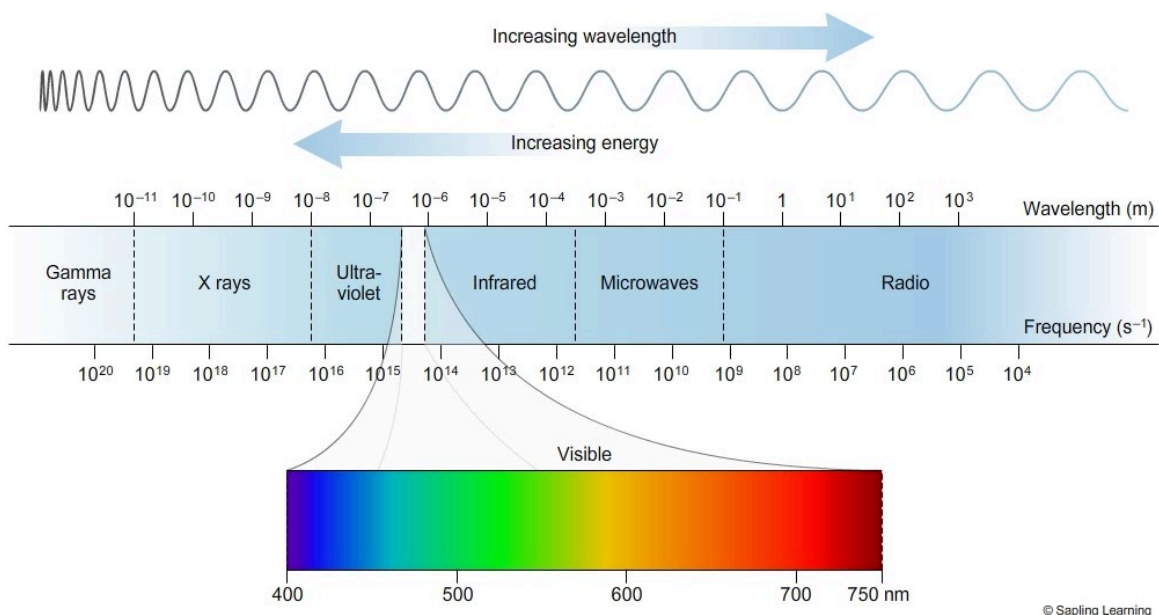 Increasing wavelength
Increasing energy
10⁻¹¹ 10⁻¹⁰ 10⁻⁹ 10⁻⁸ 10⁻⁷ 10⁻⁶ 10⁻⁵ 10⁻⁴ 10⁻³ 10⁻² 10⁻¹ 1 10¹ 10² 10³ Wavelength (m)
Gamma
rays
X rays
Ultra-
violet
Infrared
Microwaves
Radio
Frequency (s⁻¹)
10²⁰ 10¹⁹ 10¹⁸ 10¹⁷ 10¹⁶ 10¹⁵ 10¹⁴ 10¹³ 10¹² 10¹¹ 10¹⁰ 10⁹ 10⁸ 10⁷ 10⁶ 10⁵ 10⁴
Visible
400 500 600 700 750 nm
© Sapling Learning